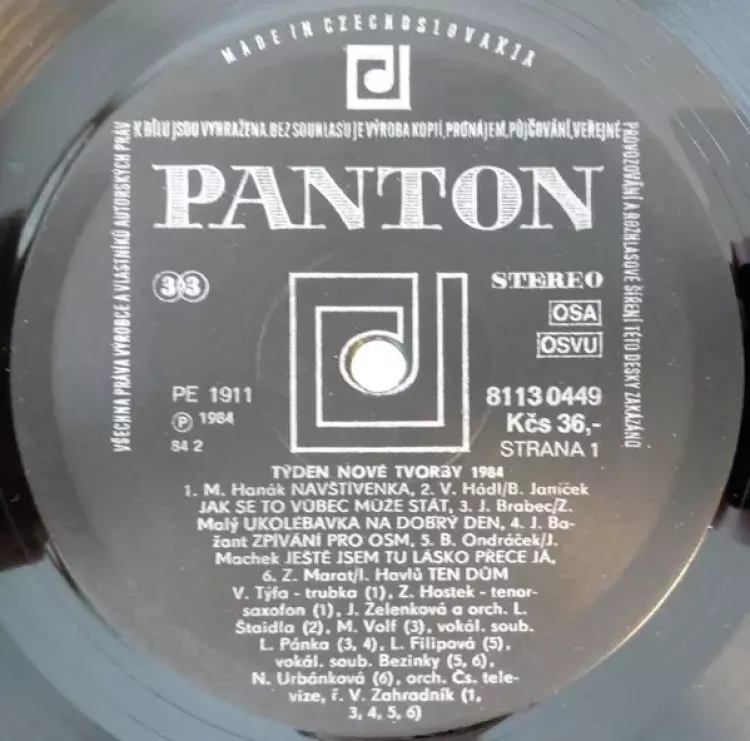 MADE IN CZECHOSLOVAKIA
VŠECHNA PRÁVA VÝROBCE A VLASTNÍKŮ AUTORSKÝCH PRÁV
K DÍLU JSOU VYHRAŽENA. BEZ SOUHLASU JE VÝROBA KOPIÍ, PRONÁJEM, PŮJČOVÁNÍ, VEŘEJNÉ
PROVOZOVÁNÍ A ROZHLASOVÉ ŠÍŘENÍ TÉTO DESKY ZAKÁZÁNO
PANTON
33
STEREO
OSA
OSVU
PE 1911
Ⓟ 1984
84 2
8113 0449
Kčs 36,-
STRANA 1
TÝDEN NOVÉ TVORBY 1984
1. M. Hanák NAVŠTÍVENKA, 2. V. Hádl/B. Janíček
JAK SE TO VŮBEC MŮŽE STÁT, 3. J. Brabec/Z.
Malý UKOLÉBAVKA NA DOBRÝ DEN, 4. J. Ba-
žant ZPÍVÁNÍ PRO OSM, 5. B. Ondráček/J.
Machek JEŠTĚ JSEM TU LÁSKO PŘECE JÁ,
6. Z. Marat/I. Havlů TEN DŮM
V. Týfa - trubka (1), Z. Hostek - tenor-
saxofon (1), J. Zelenková a orch. L.
Štaidla (2), M. Volf (3), vokál. soub.
L. Pánka (3, 4), L. Filipová (5),
vokál. soub. Bezinky (5, 6),
N. Urbánková (6), orch. Čs. tele-
vize, ř. V. Zahradník (1,
3, 4, 5, 6)